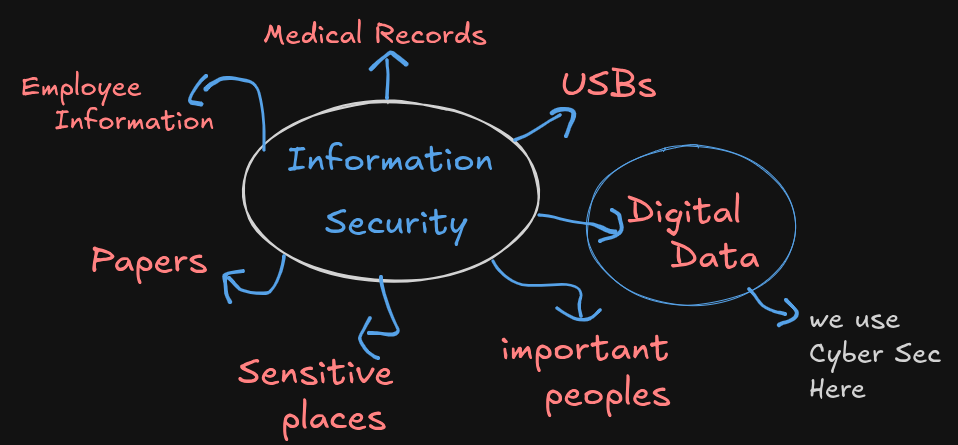 Medical Records
Employee
Information
USBs
Information
Security
Digital
Data
Papers
Sensitive
places
important
peoples
we use
Cyber Sec
Here